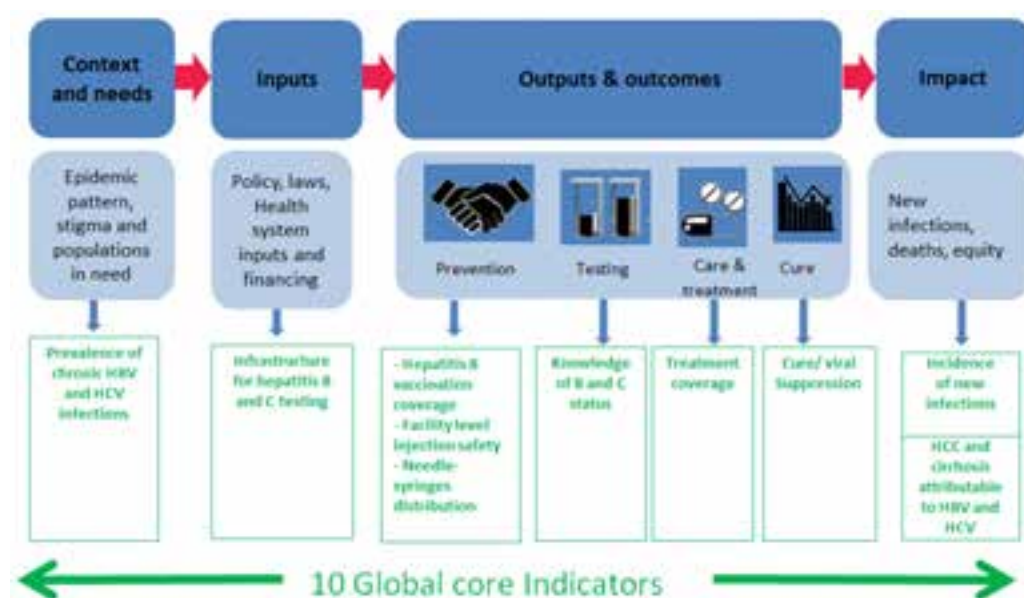 Context
and needs
Inputs
Outputs & outcomes
Impact
Epidemic
pattern,
stigma and
populations
in need
Policy, laws,
Health
system
inputs and
financing
Prevention
Testing
Care &
treatment
Cure
New
infections,
deaths, equity
Prevalence of
chronic HBV
and HCV
infections
Infrastructure
for hepatitis B
and C testing
- Hepatitis B
vaccination
coverage
- Facility level
injection safety
- Needle-
syringes
distribution
Knowledge
of B and C
status
Treatment
coverage
Cure/ viral
Suppression
Incidence
of new
infections
HCC and
cirrhosis
attributable
to HBV and
HCV
10 Global core Indicators